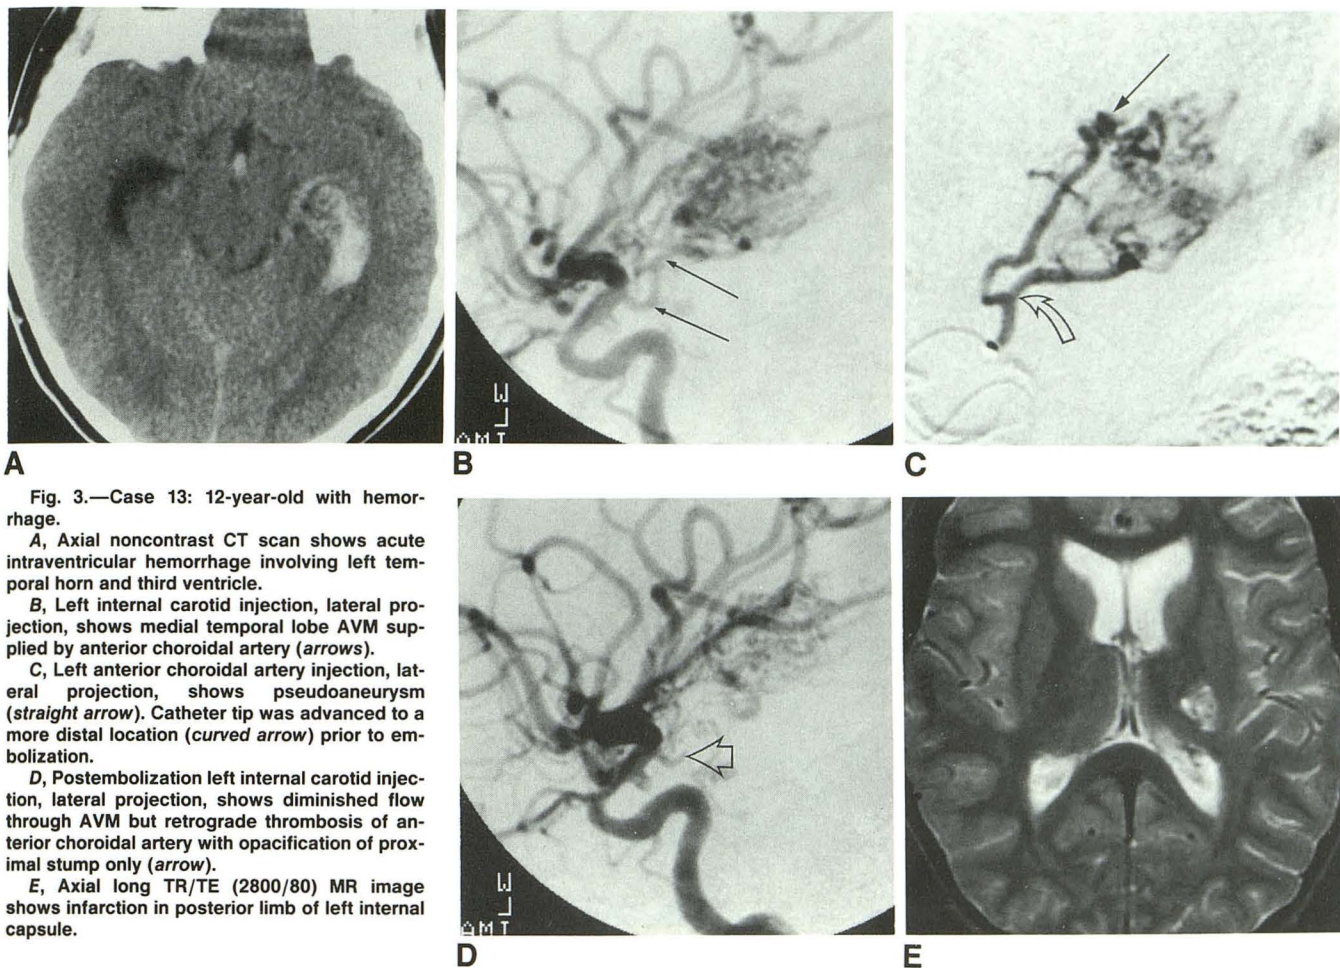 A
B
C
Fig. 3.—Case 13: 12-year-old with hemor-
rhage.
A, Axial noncontrast CT scan shows acute
intraventricular hemorrhage involving left tem-
poral horn and third ventricle.
B, Left internal carotid injection, lateral pro-
jection, shows medial temporal lobe AVM sup-
plied by anterior choroidal artery (arrows).
C, Left anterior choroidal artery injection, lat-
eral projection, shows pseudoaneurysm
(straight arrow). Catheter tip was advanced to a
more distal location (curved arrow) prior to em-
bolization.
D, Postembolization left internal carotid injec-
tion, lateral projection, shows diminished flow
through AVM but retrograde thrombosis of an-
terior choroidal artery with opacification of prox-
imal stump only (arrow).
E, Axial long TR/TE (2800/80) MR image
shows infarction in posterior limb of left internal
capsule.
D
E